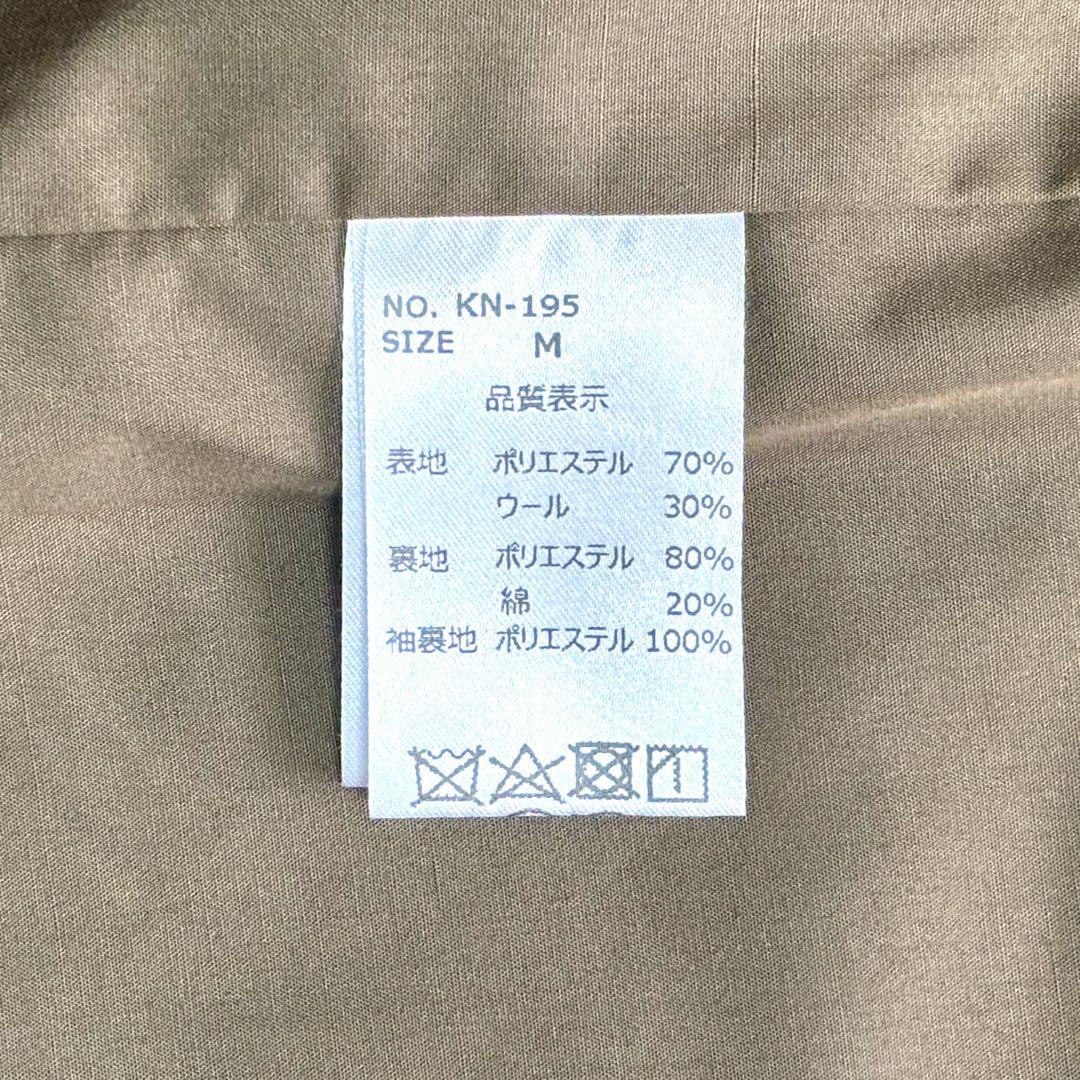 NO. KN-195
SIZE M
品質表示
表地 ポリエステル 70%
ウール 30%
裏地 ポリエステル 80%
綿 20%
袖裏地 ポリエステル 100%